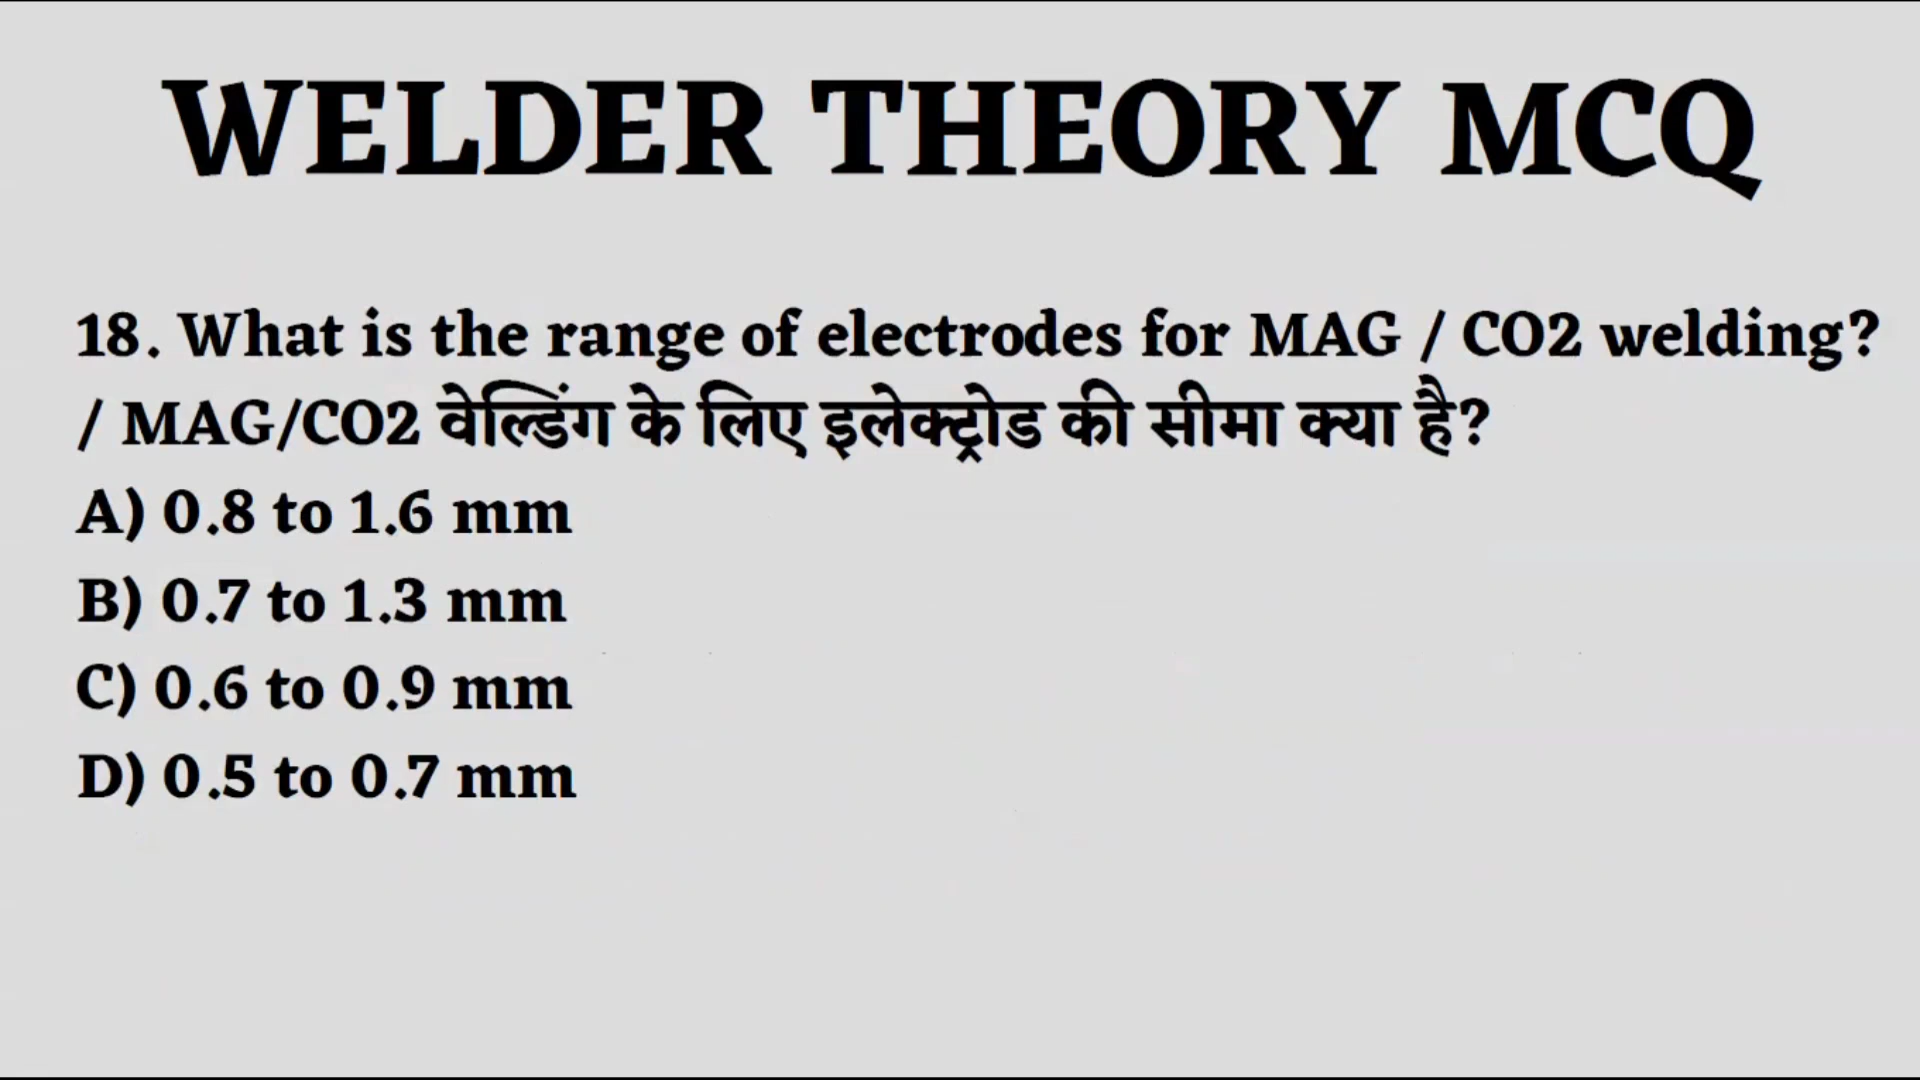 WELDER THEORY MCQ
18. What is the range of electrodes for MAG / CO2 welding?
/ MAG/CO2 वेल्डिंग के लिए इलेक्ट्रोड की सीमा क्या है?
A) 0.8 to 1.6 mm
B) 0.7 to 1.3 mm
C) 0.6 to 0.9 mm
D) 0.5 to 0.7 mm